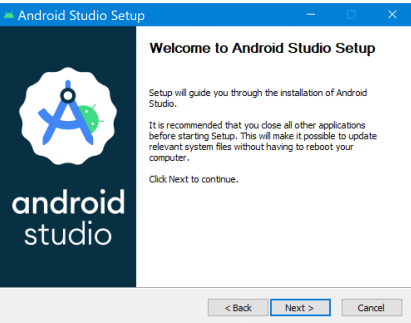 Android Studio Setup
Welcome to Android Studio Setup
Setup will guide you through the installation of Android
Studio.
It is recommended that you close all other applications
before starting Setup. This will make it possible to update
relevant system files without having to reboot your
computer.
Click Next to continue.
android
studio
< Back
Next >
Cancel